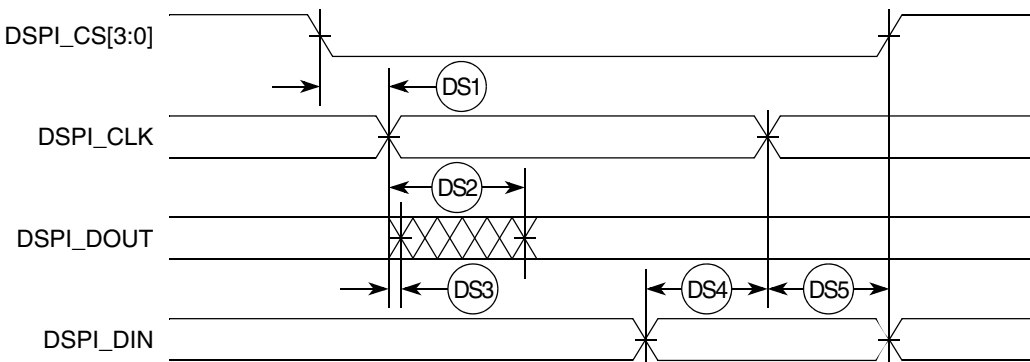 DSPI_CS[3:0]
DS1
DSPI_CLK
DS2
DSPI_DOUT
DS3
DS4
DS5
DSPI_DIN